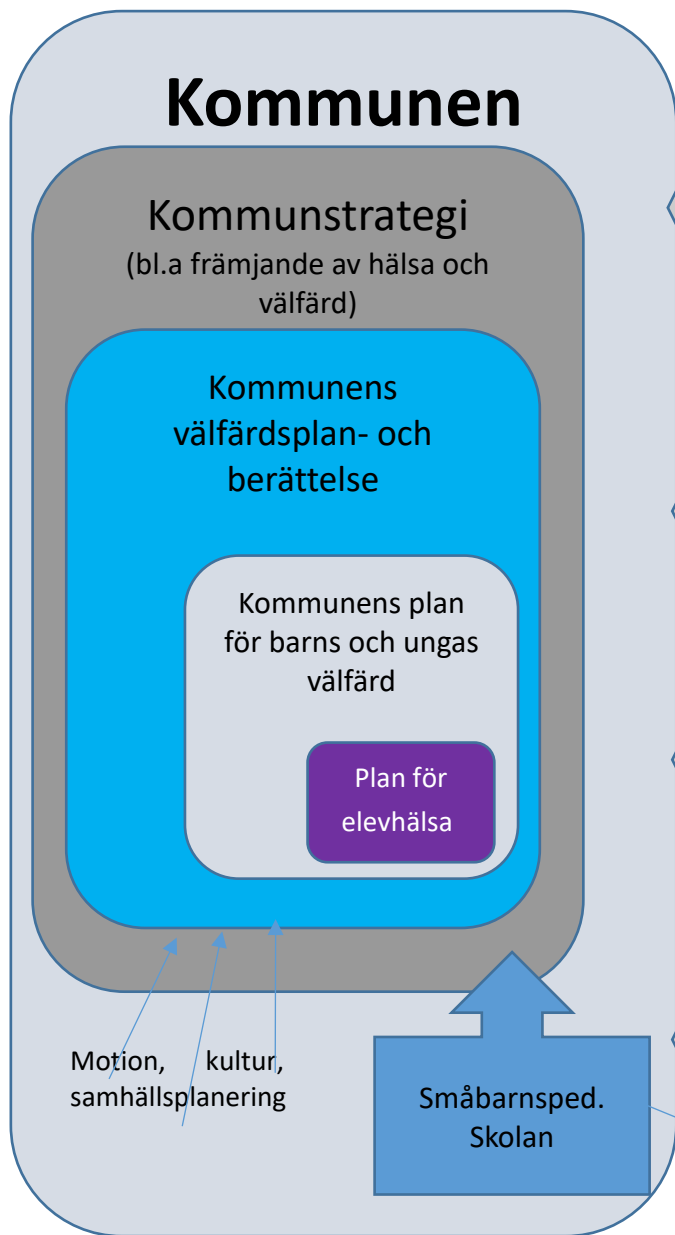 Kommunen
Kommunstrategi
(bl.a främjande av hälsa och
välfärd)
Kommunens
välfärdsplan- och
berättelse
Kommunens plan
för barns och ungas
välfärd
Plan för
elevhälsa
Motion, kultur,
samhällsplanering
Småbarnsped.
Skolan